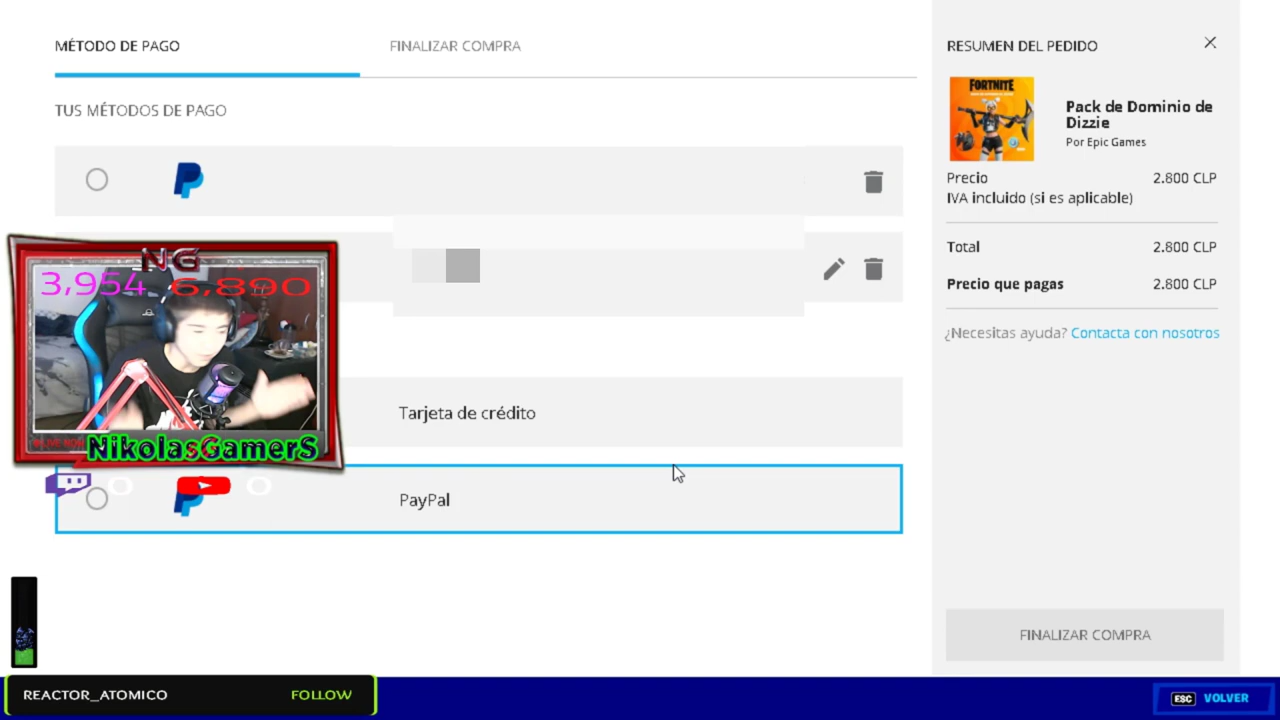 MÉTODO DE PAGO
FINALIZAR COMPRA
TUS MÉTODOS DE PAGO
NG
3,954 6,890
NikolasGamerS
Tarjeta de crédito
PayPal
REACTOR_ATOMICO FOLLOW
RESUMEN DEL PEDIDO
FORTNITE
Pack de Dominio de
Dizzie
Por Epic Games
Precio 2.800 CLP
IVA incluido (si es aplicable)
Total 2.800 CLP
Precio que pagas 2.800 CLP
¿Necesitas ayuda? Contacta con nosotros
FINALIZAR COMPRA
ESC VOLVER